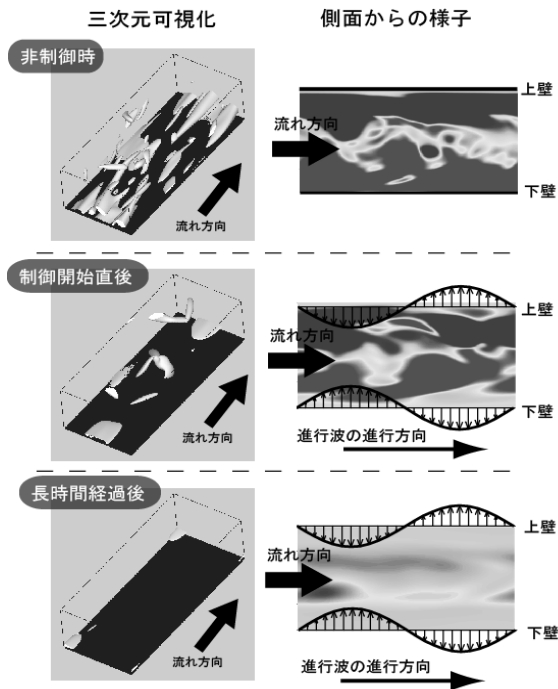 三次元可視化
側面からの様子
非制御時
流れ方向
流れ方向
上壁
下壁
制御開始直後
流れ方向
流れ方向
上壁
下壁
進行波の進行方向
長時間経過後
流れ方向
流れ方向
上壁
下壁
進行波の進行方向